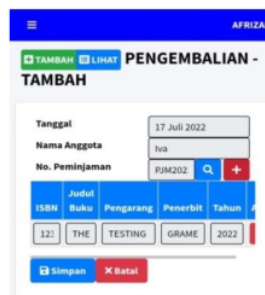 AFRIZA
TAMBAH LIHAT PENGEMBALIAN -
TAMBAH
Tanggal 17 Juli 2022
Nama Anggota Iva
No. Peminjaman PJM202
ISBN Judul Buku Pengarang Penerbit Tahun A
123 THE TESTING GRAME 2022
Simpan Batal